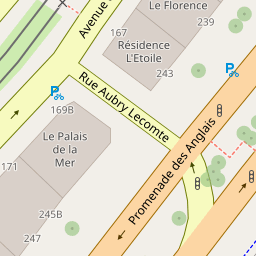 Le Florence
239
Avenue
167
Résidence
L'Etoile
243
Rue Aubry Lecomte
169B
Le Palais
de la
Mer
Promenade des Anglais
171
245B
247